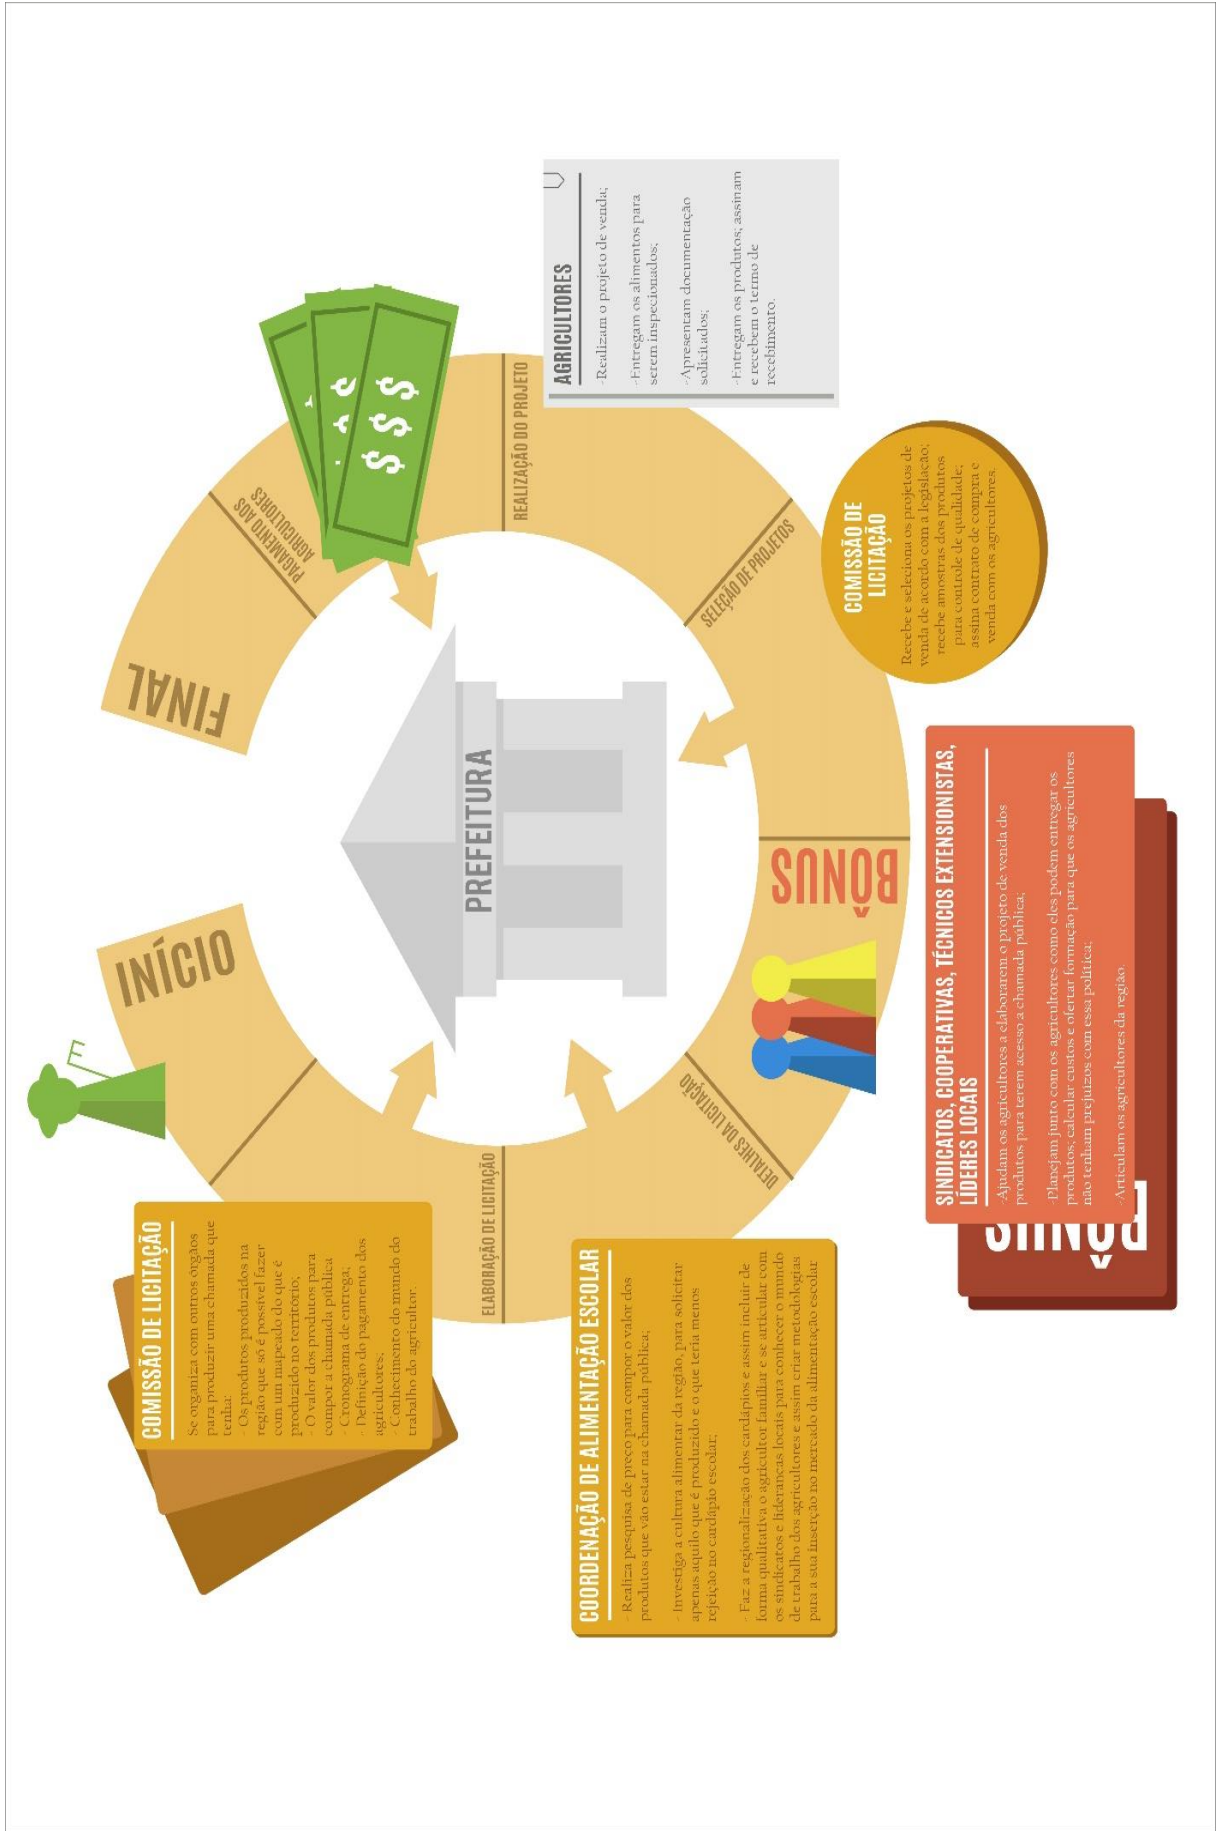 INÍCIO
COMISSÃO DE LICITAÇÃO
Se organiza com outros órgãos
para produzir uma chamada que
tenha:
- Os produtos produzidos na
região que só é possível fazer
com um mapeado do que é
produzido no território;
- O valor dos produtos para
compor a chamada pública
- Cronograma de entrega;
- Definição do pagamento dos
agricultores;
- Conhecimento do mundo do
trabalho do agricultor.
ELABORAÇÃO DE LICITAÇÃO
COORDENAÇÃO DE ALIMENTAÇÃO ESCOLAR
- Realiza pesquisa de preço para compor o valor dos
produtos que vão estar na chamada pública;
- Investiga a cultura alimentar da região, para solicitar
apenas aquilo que é produzido e o que teria menos
rejeição no cardápio escolar;
- Faz a regionalização dos cardápios e assim incluir de
forma qualitativa o agricultor familiar e se articular com
os sindicatos e lideranças locais para conhecer o mundo
de trabalho dos agricultores e assim criar metodologias
para a sua inserção no mercado da alimentação escolar
DETALHES DA LICITAÇÃO
BÔNUS
SINDICATOS, COOPERATIVAS, TÉCNICOS EXTENSIONISTAS,
LÍDERES LOCAIS
-Ajudam os agricultores a elaborarem o projeto de venda dos
produtos para terem acesso a chamada pública;
-Planejam junto com os agricultores como eles podem entregar os
produtos; calcular custos e ofertar formação para que os agricultores
não tenham prejuízos com essa política;
-Articulam os agricultores da região.
BÔNUS
SELEÇÃO DE PROJETOS
COMISSÃO DE
LICITAÇÃO
Recebe e seleciona os projetos de
venda de acordo com a legislação;
recebe amostras dos produtos
para controle de qualidade;
assina contrato de compra e
venda com os agricultores.
REALIZAÇÃO DO PROJETO
AGRICULTORES
-Realizam o projeto de venda;
-Entregam os alimentos para
serem inspecionados;
-Apresentam documentação
solicitados;
-Entregam os produtos; assinam
e recebem o termo de
recebimento.
$ $ $
PAGAMENTO AOS
AGRICULTORES
FINAL
PREFEITURA